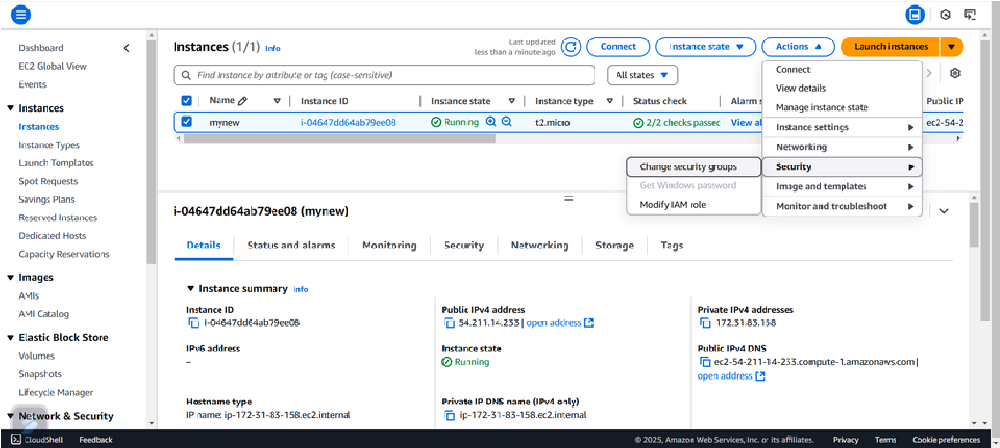 Dashboard
EC2 Global View
Events
Instances
Instances
Instance Types
Launch Templates
Spot Requests
Savings Plans
Reserved Instances
Dedicated Hosts
Capacity Reservations
Images
AMIs
AMI Catalog
Elastic Block Store
Volumes
Snapshots
Lifecycle Manager
Network & Security
Instances (1/1) Info
Last updated
less than a minute ago
Connect Instance state Actions Launch instances
Find Instance by attribute or tag (case-sensitive) All states
Name Instance ID Instance state Instance type Status check Alarm s Public IP
mynew i-04647dd64ab79ee08 Running t2.micro 2/2 checks passec View al ec2-54-2
Connect
View details
Manage instance state
Instance settings
Networking
Security
Image and templates
Monitor and troubleshoot
Change security groups
Get Windows password
Modify IAM role
i-04647dd64ab79ee08 (mynew)
Details Status and alarms Monitoring Security Networking Storage Tags
Instance summary Info
Instance ID
i-04647dd64ab79ee08
Public IPv4 address
54.211.14.233 | open address
Private IPv4 addresses
172.31.83.158
IPv6 address
–
Instance state
Running
Public IPv4 DNS
ec2-54-211-14-233.compute-1.amazonaws.com |
open address
Hostname type
IP name: ip-172-31-83-158.ec2.internal
Private IP DNS name (IPv4 only)
ip-172-31-83-158.ec2.internal
CloudShell Feedback © 2025, Amazon Web Services, Inc. or its affiliates. Privacy Terms Cookie preferences